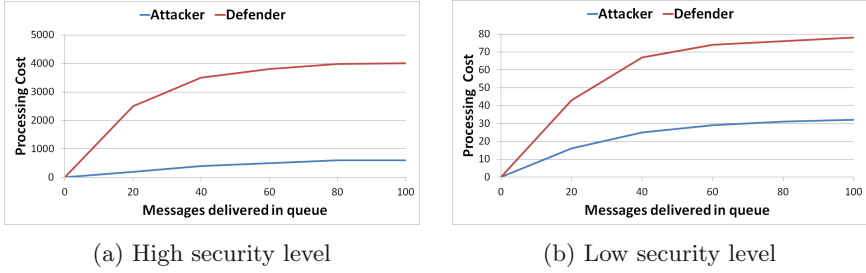 Attacker Defender
5000
4000
3000
2000
1000
0
Processing Cost
0 20 40 60 80 100
Messages delivered in queue
(a) High security level
Attacker Defender
80
70
60
50
40
30
20
10
0
Processing Cost
0 20 40 60 80 100
Messages delivered in queue
(b) Low security level